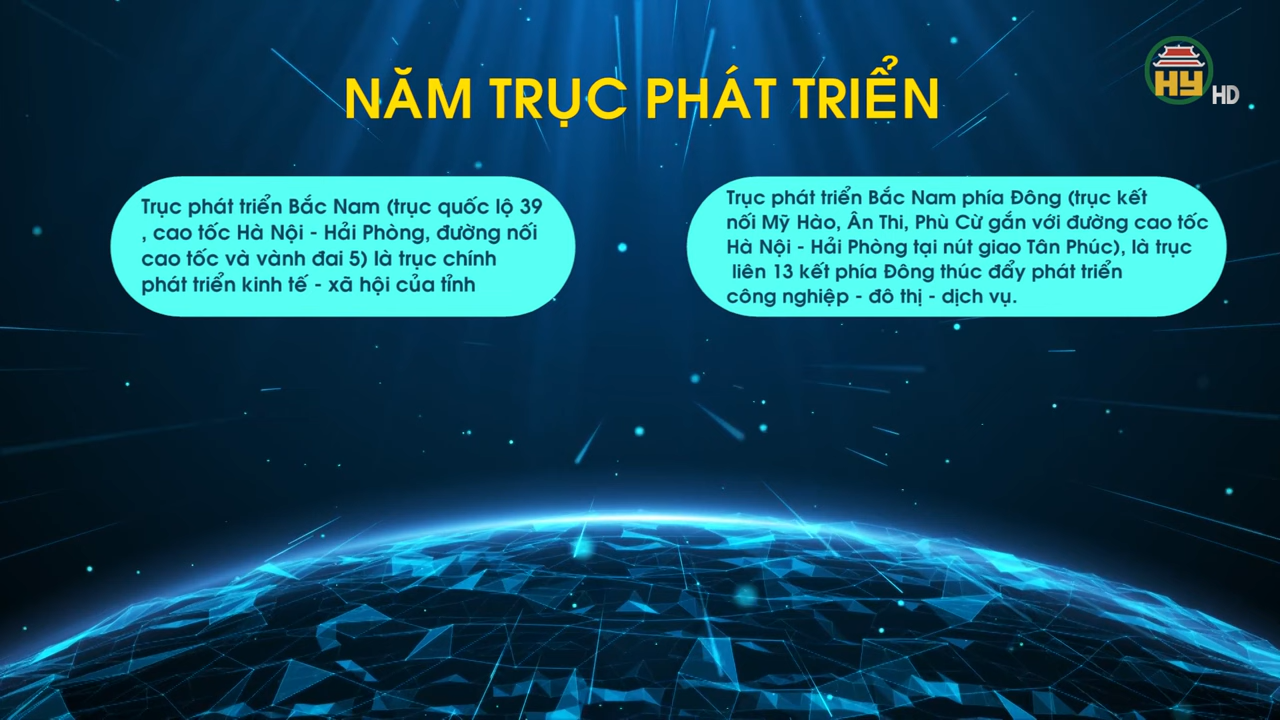 NĂM TRỤC PHÁT TRIỂN
HY HD
Trục phát triển Bắc Nam (trục quốc lộ 39
, cao tốc Hà Nội - Hải Phòng, đường nối
cao tốc và vành đai 5) là trục chính
phát triển kinh tế - xã hội của tỉnh
Trục phát triển Bắc Nam phía Đông (trục kết
nối Mỹ Hào, Ân Thi, Phù Cừ gắn với đường cao tốc
Hà Nội - Hải Phòng tại nút giao Tân Phúc), là trục
liên 13 kết phía Đông thúc đẩy phát triển
công nghiệp - đô thị - dịch vụ.